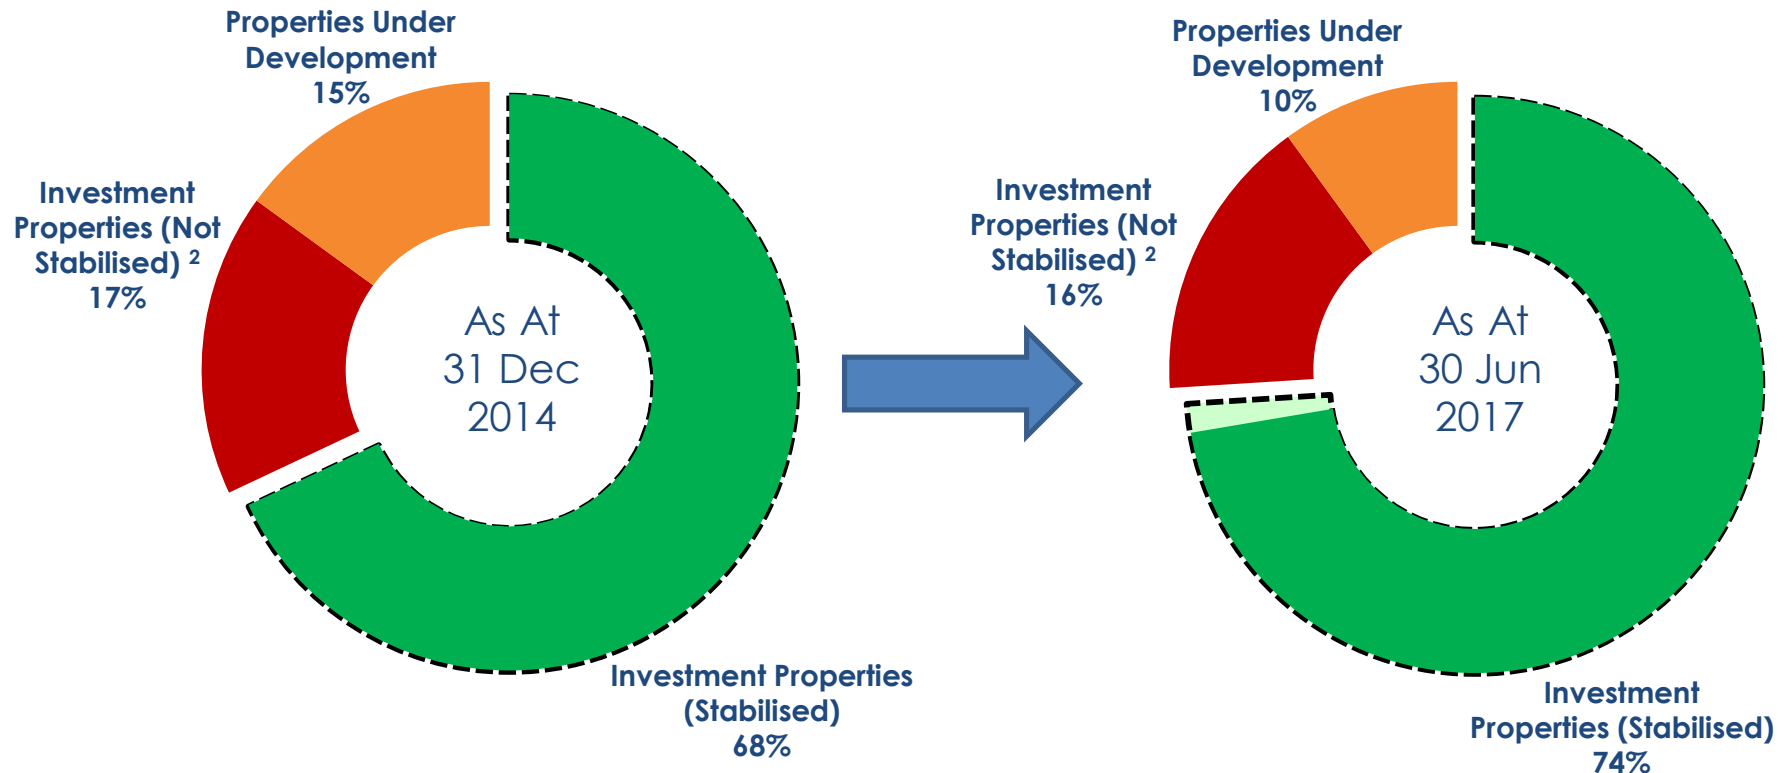 Properties Under
Development
15%
Investment
Properties (Not
Stabilised) 2
17%
As At
31 Dec
2014
Investment Properties
(Stabilised)
68%
Properties Under
Development
10%
Investment
Properties (Not
Stabilised) 2
16%
As At
30 Jun
2017
Investment
Properties (Stabilised)
74%